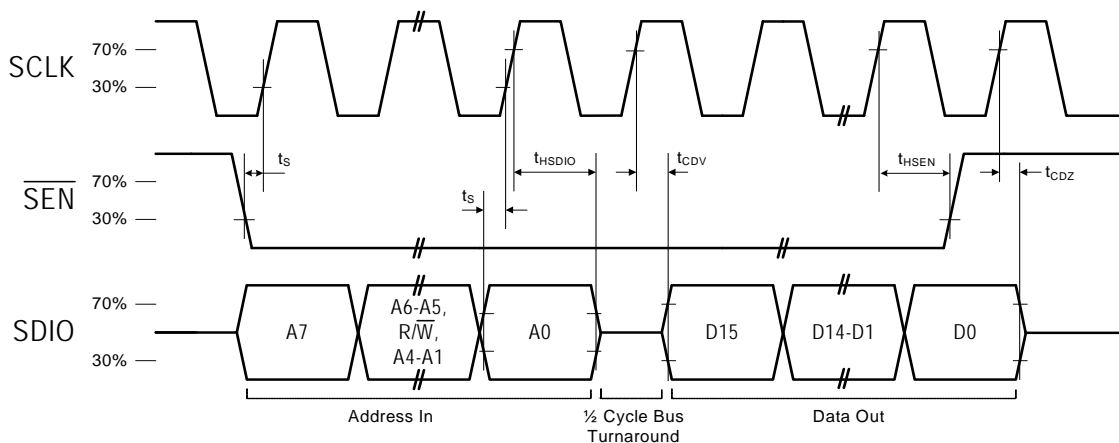 SCLK
70%
30%
SEN
70%
30%
tS
tS
tHSDIO
tCDV
tHSEN
tCDZ
SDIO
70%
30%
A7
A6-A5,
R/W,
A4-A1
A0
D15
D14-D1
D0
Address In
½ Cycle Bus
Turnaround
Data Out